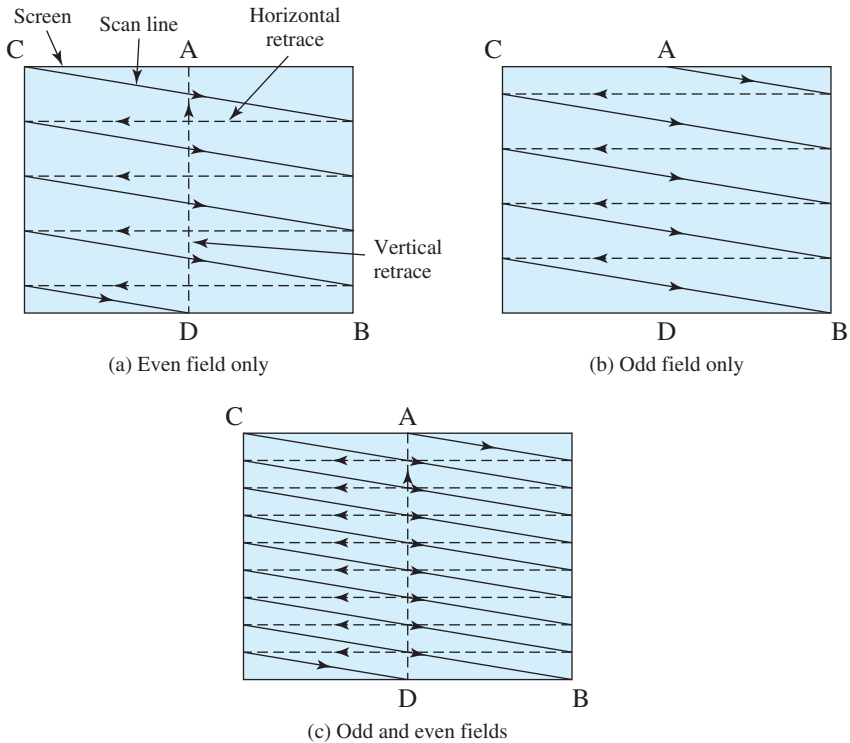 Screen
Scan line
Horizontal
retrace
C
A
Vertical
retrace
D
B
(a) Even field only
C
A
D
B
(b) Odd field only
C
A
D
B
(c) Odd and even fields